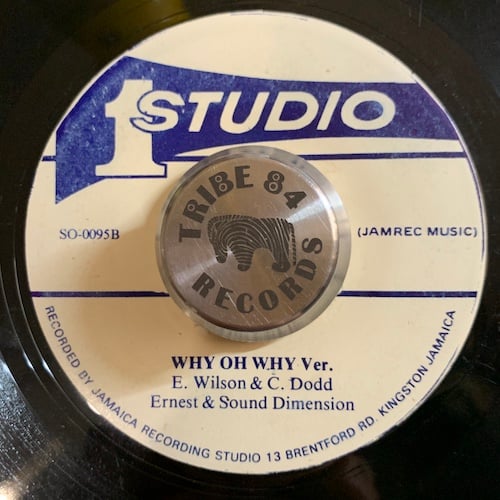 1 STUDIO
SO-0095B
(JAMREC MUSIC)
TRIBE 84
RECORDS
WHY OH WHY Ver.
E. Wilson & C. Dodd
Ernest & Sound Dimension
RECORDED BY JAMAICA RECORDING STUDIO 13 BRENTFORD RD. KINGSTON JAMAICA